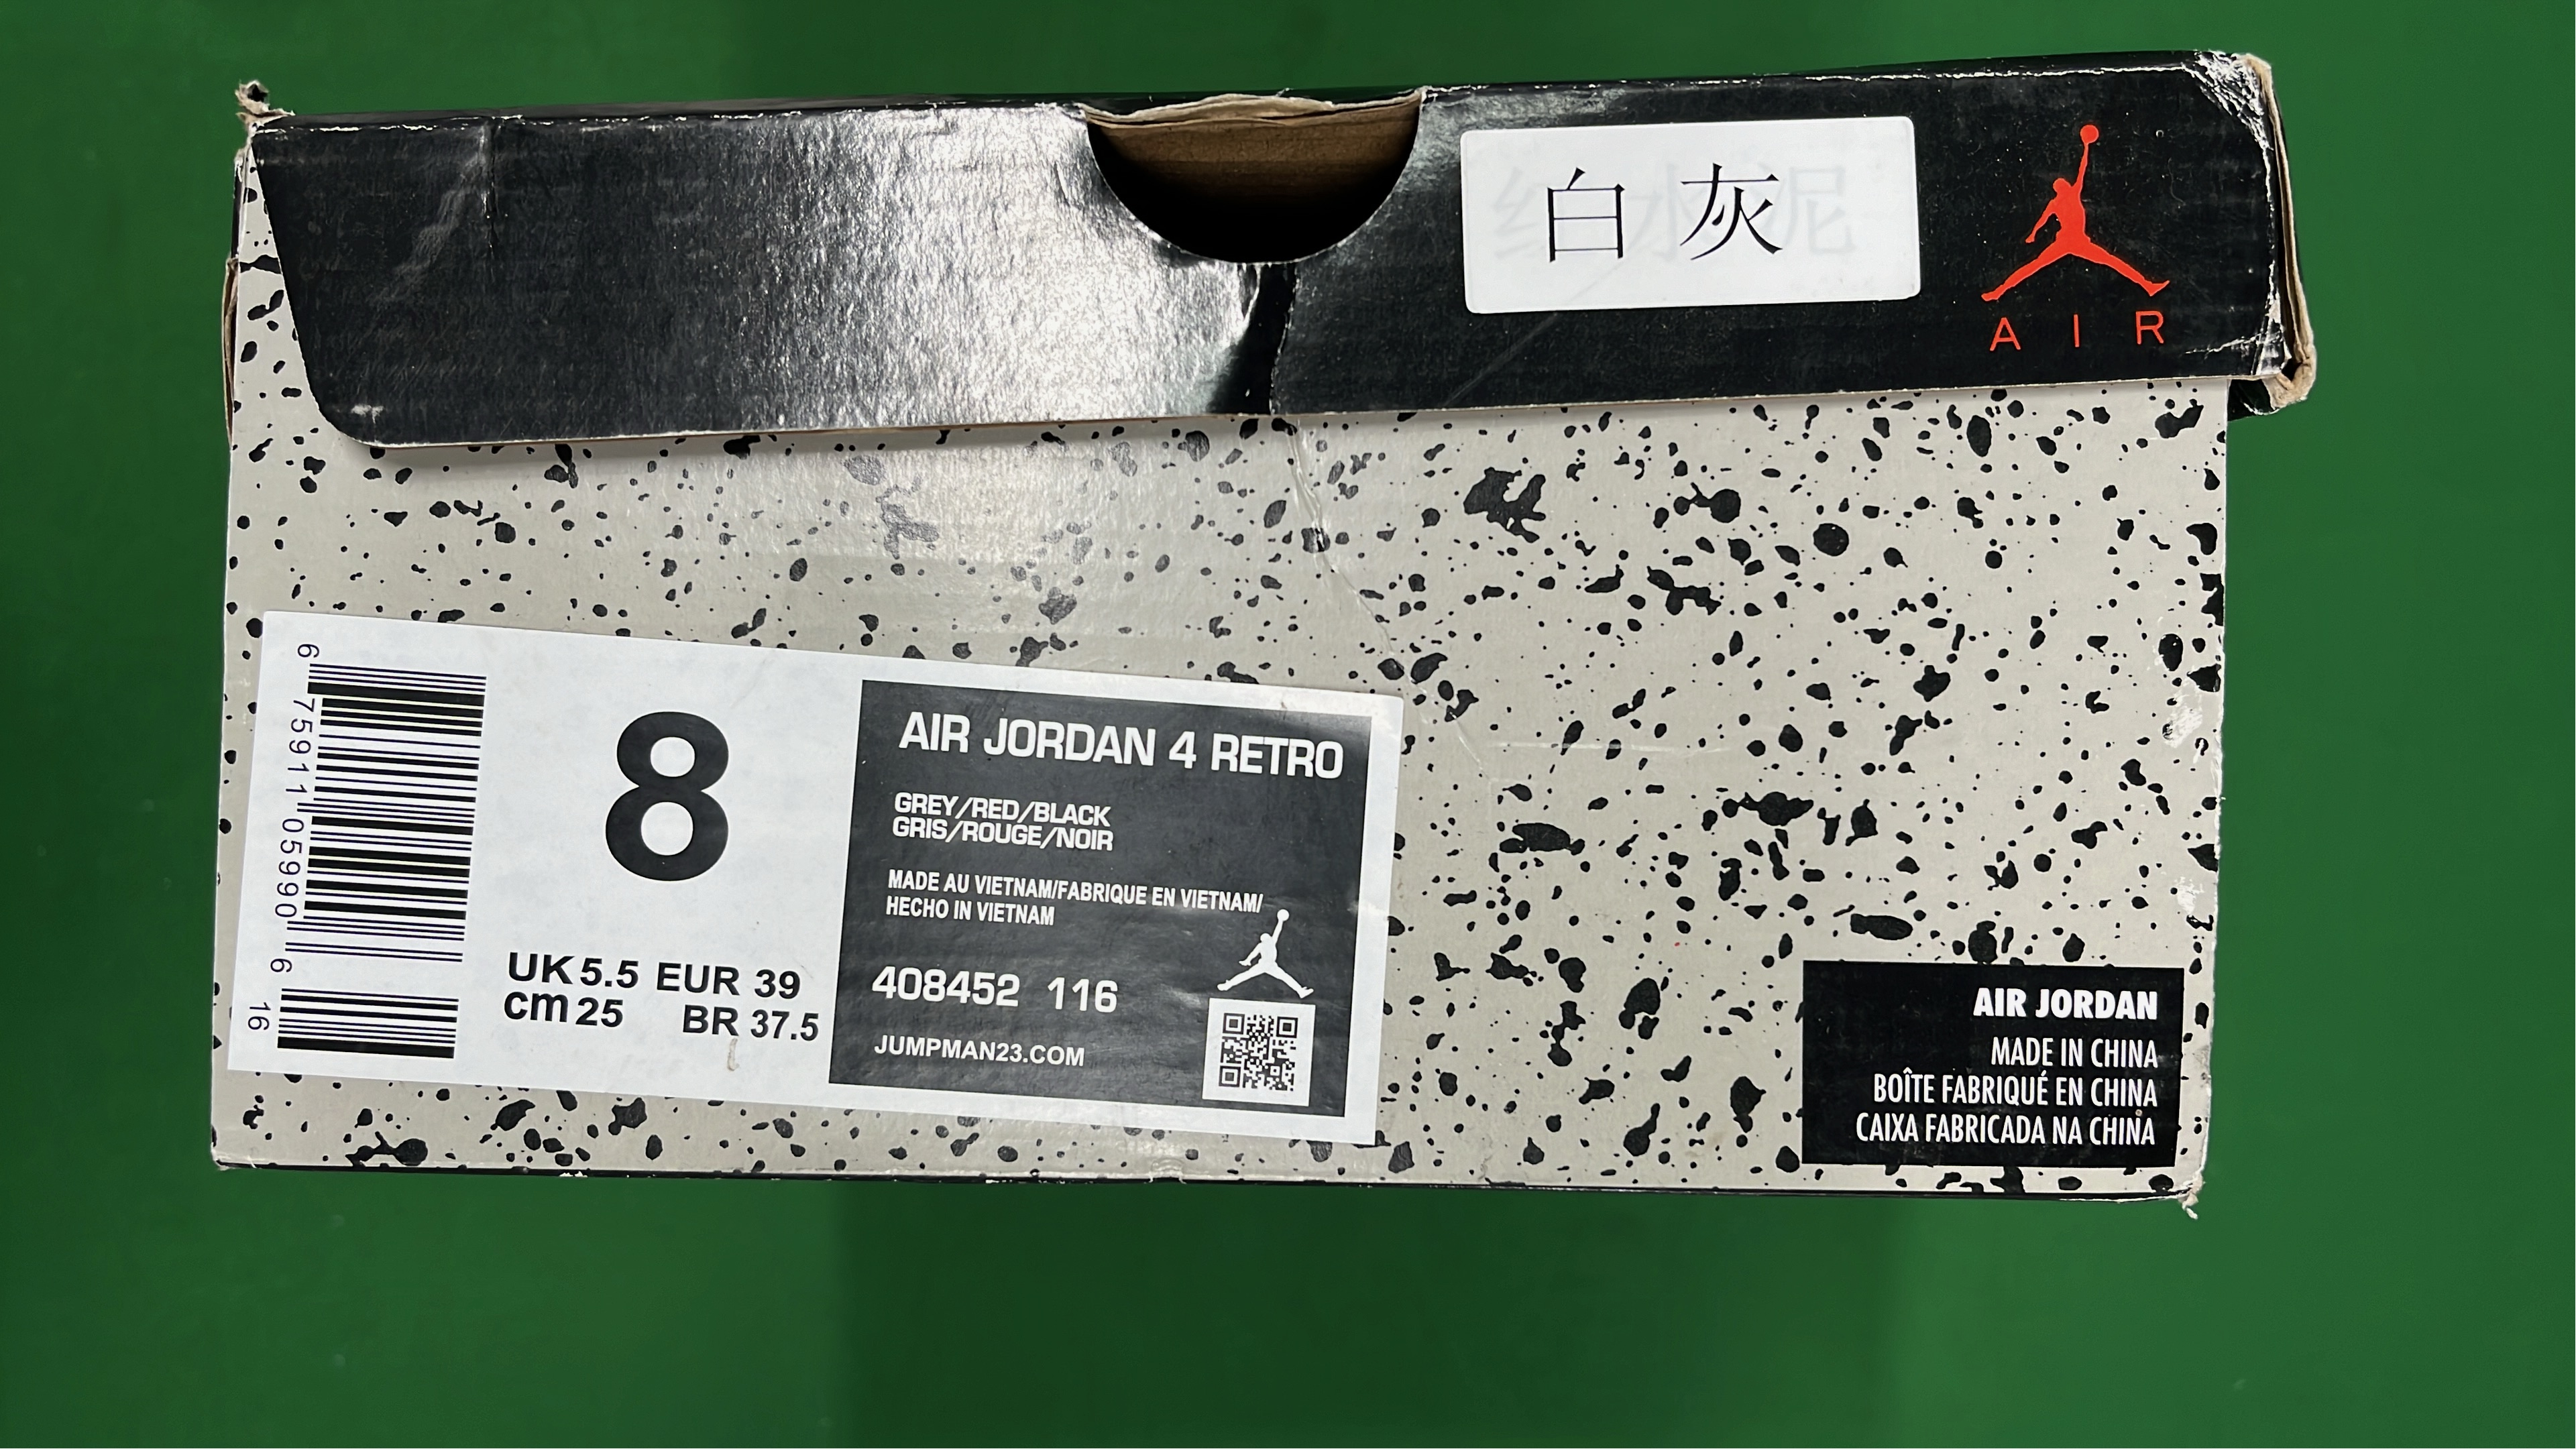 白 灰
AIR
6 75911 05990 6
16
8
UK 5.5 EUR 39
cm 25 BR 37.5
AIR JORDAN 4 RETRO
GREY/RED/BLACK
GRIS/ROUGE/NOIR
MADE AU VIETNAM/FABRIQUE EN VIETNAM/
HECHO IN VIETNAM
408452 116
JUMPMAN23.COM
AIR JORDAN
MADE IN CHINA
BOÎTE FABRIQUÉ EN CHINA
CAIXA FABRICADA NA CHINA